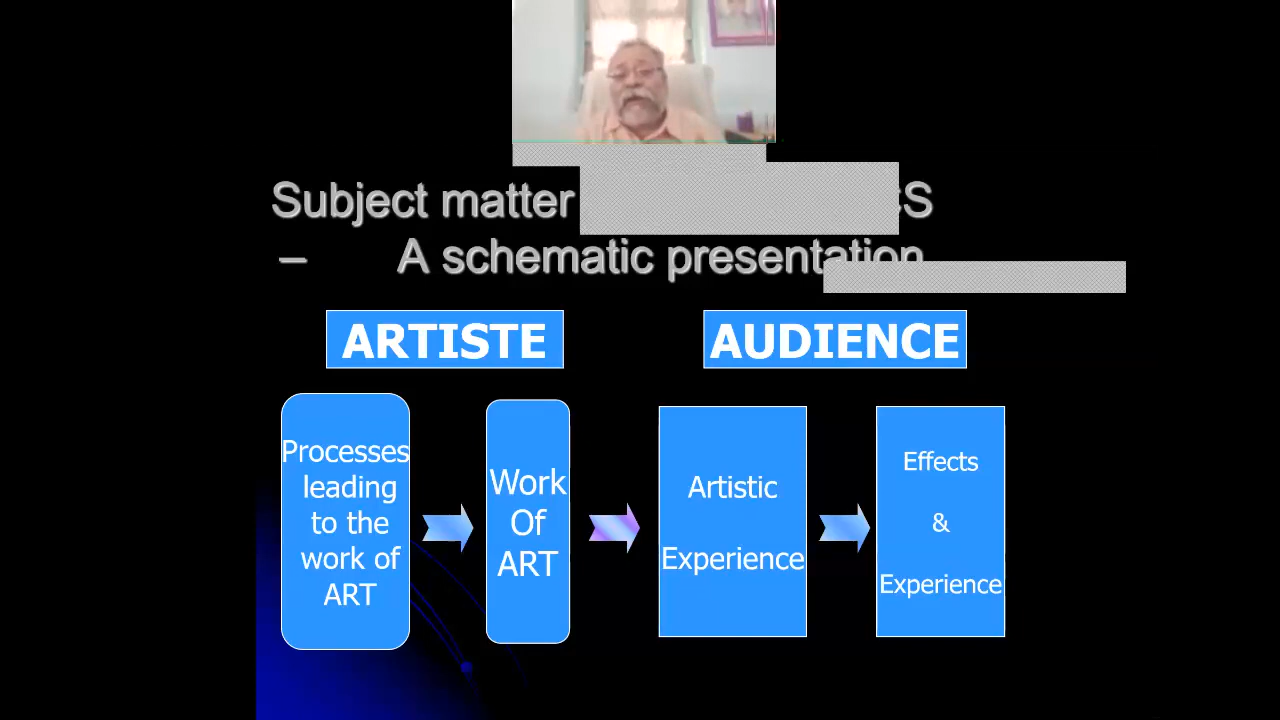 Subject matter
– A schematic presentation
ARTISTE
AUDIENCE
Processes
leading
to the
work of
ART
Work
Of
ART
Artistic
Experience
Effects
&
Experience